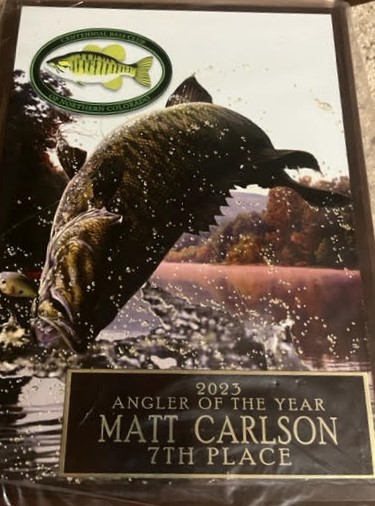 CENTENNIAL BASS CLUB
OF NORTHERN COLORADO
2023
ANGLER OF THE YEAR
MATT CARLSON
7TH PLACE